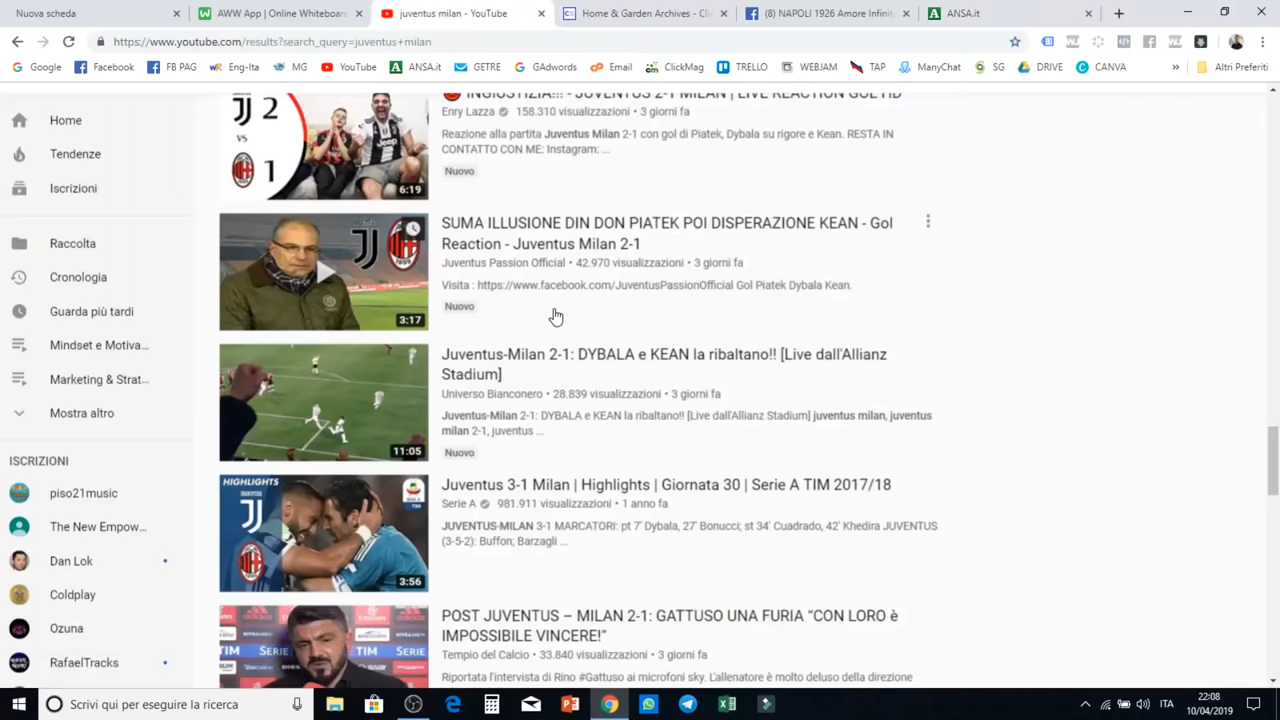 Nuova scheda
AWW App | Online Whiteboar
juventus milan - YouTube
Home & Garden Archives - Cli
(8) NAPOLI 1926 Amore Infinit
ANSA.it
https://www.youtube.com/results?search_query=juventus+milan
Google
Facebook
FB PAG
Eng-Ita
MG
YouTube
ANSA.it
GETRE
GAdwords
Email
ClickMag
TRELLO
WEBJAM
TAP
ManyChat
SG
DRIVE
CANVA
»
Altri Preferiti
Home
Tendenze
Iscrizioni
Raccolta
Cronologia
Guarda più tardi
Mindset e Motiva...
Marketing & Strat...
Mostra altro
ISCRIZIONI
piso21music
The New Empow...
Dan Lok
Coldplay
Ozuna
RafaelTracks
2
VS
1
6:19
INGIUSTIZIA!!! - JUVENTUS 2-1 MILAN | LIVE REACTION GOL HD
Enry Lazza • 158.310 visualizzazioni • 3 giorni fa
Reazione alla partita Juventus Milan 2-1 con gol di Piatek, Dybala su rigore e Kean. RESTA IN
CONTATTO CON ME: Instagram: ...
Nuovo
3:17
SUMA ILLUSIONE DIN DON PIATEK POI DISPERAZIONE KEAN - Gol
Reaction - Juventus Milan 2-1
Juventus Passion Official • 42.970 visualizzazioni • 3 giorni fa
Visita : https://www.facebook.com/JuventusPassionOfficial Gol Piatek Dybala Kean.
Nuovo
11:05
Juventus-Milan 2-1: DYBALA e KEAN la ribaltano!! [Live dall'Allianz
Stadium]
Universo Bianconero • 28.839 visualizzazioni • 3 giorni fa
Juventus-Milan 2-1: DYBALA e KEAN la ribaltano!! [Live dall'Allianz Stadium] juventus milan, juventus
milan 2-1, juventus ...
Nuovo
HIGHLIGHTS
3:56
Juventus 3-1 Milan | Highlights | Giornata 30 | Serie A TIM 2017/18
Serie A • 981.911 visualizzazioni • 1 anno fa
JUVENTUS-MILAN 3-1 MARCATORI: pt 7' Dybala, 27' Bonucci; st 34' Cuadrado, 42' Khedira JUVENTUS
(3-5-2): Buffon; Barzagli ...
TIM SERIE
POST JUVENTUS – MILAN 2-1: GATTUSO UNA FURIA “CON LORO è
IMPOSSIBILE VINCERE!”
Tempio del Calcio • 33.840 visualizzazioni • 3 giorni fa
Riportata l'intervista di Rino #Gattuso ai microfoni sky. L'allenatore è molto deluso della direzione
Scrivi qui per eseguire la ricerca
ITA
22:08
10/04/2019